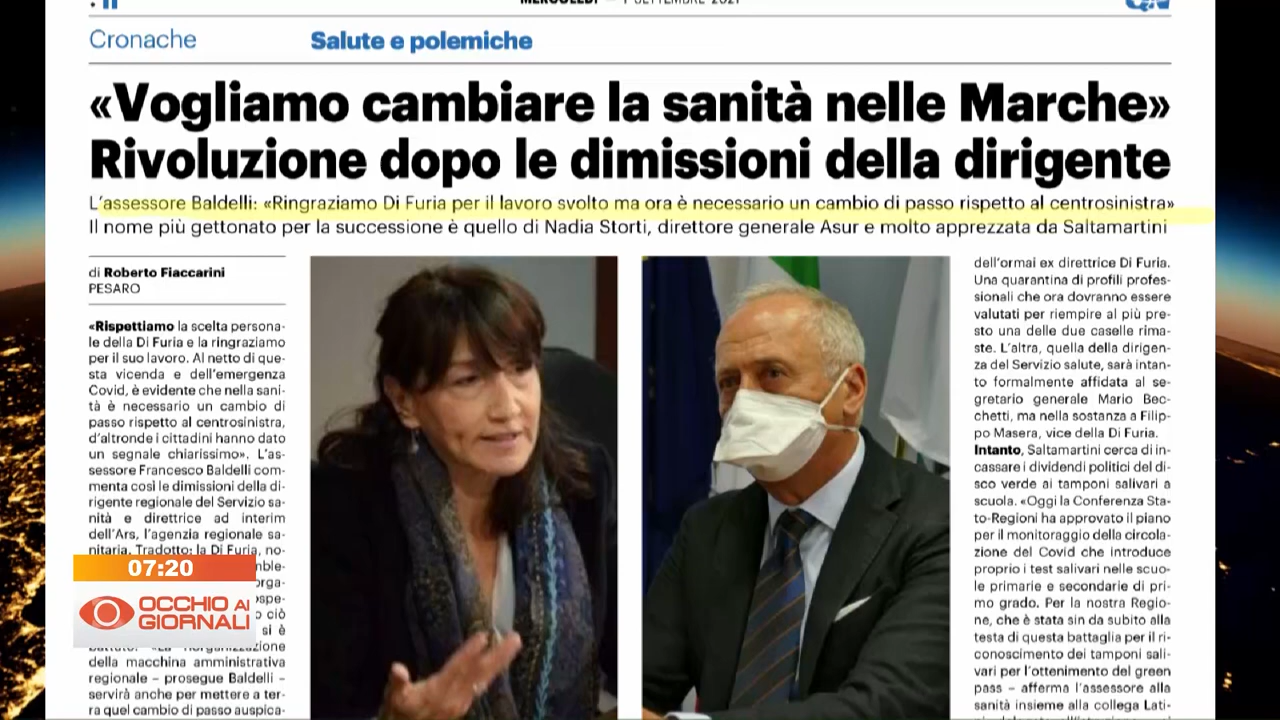 MERCOLEDÌ — 1 SETTEMBRE 2021
Cronache
Salute e polemiche
«Vogliamo cambiare la sanità nelle Marche»
Rivoluzione dopo le dimissioni della dirigente
L'assessore Baldelli: «Ringraziamo Di Furia per il lavoro svolto ma ora è necessario un cambio di passo rispetto al centrosinistra»
Il nome più gettonato per la successione è quello di Nadia Storti, direttore generale Asur e molto apprezzata da Saltamartini
di Roberto Fiaccarini
PESARO
«Rispettiamo la scelta persona-
le della Di Furia e la ringraziamo
per il suo lavoro. Al netto di que-
sta vicenda e dell'emergenza
Covid, è evidente che nella sani-
tà è necessario un cambio di
passo rispetto al centrosinistra,
d'altronde i cittadini hanno dato
un segnale chiarissimo». L'as-
sessore Francesco Baldelli com-
menta così le dimissioni della di-
rigente regionale del Servizio sa-
nità e direttrice ad interim
dell'Ars, l'agenzia regionale sa-
nitaria. Tradotto: la Di Furia, no-
ciò
si è
della macchina amministrativa
regionale – prosegue Baldelli –
servirà anche per mettere a ter-
ra quel cambio di passo auspica-
dell'ormai ex direttrice Di Furia.
Una quarantina di profili profes-
sionali che ora dovranno essere
valutati per riempire al più pre-
sto una delle due caselle rima-
ste. L'altra, quella della dirigen-
za del Servizio salute, sarà intan-
to formalmente affidata al se-
gretario generale Mario Bec-
chetti, ma nella sostanza a Filip-
po Masera, vice della Di Furia.
Intanto, Saltamartini cerca di in-
cassare i dividendi politici del di-
sco verde ai tamponi salivari a
scuola. «Oggi la Conferenza Sta-
to-Regioni ha approvato il piano
per il monitoraggio della circola-
zione del Covid che introduce
proprio i test salivari nelle scuo-
le primarie e secondarie di pri-
mo grado. Per la nostra Regio-
ne, che è stata sin da subito alla
testa di questa battaglia per il ri-
conoscimento dei tamponi sali-
vari per l'ottenimento del green
pass – afferma l'assessore alla
sanità insieme alla collega Lati-
07:20
OCCHIO AI
GIORNALI